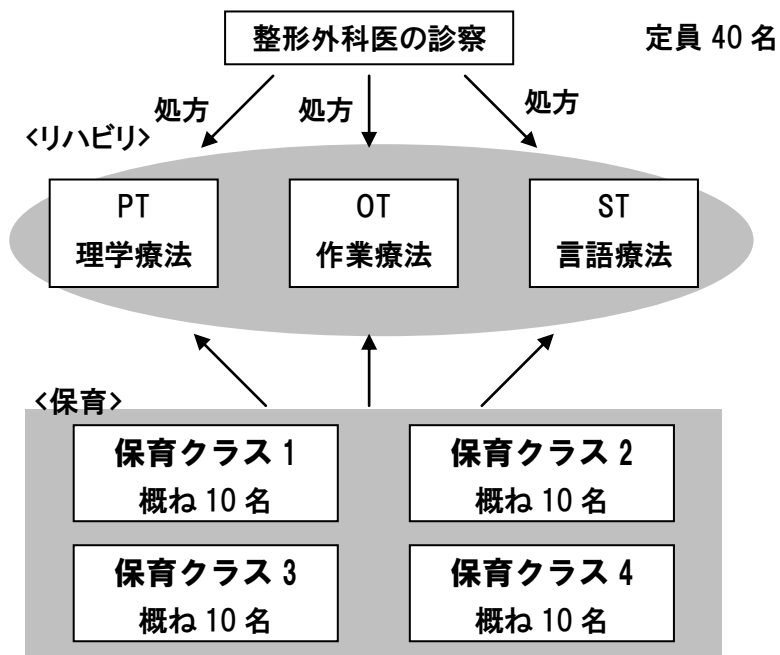 整形外科医の診察
定員 40 名
処方
処方
処方
<リハビリ>
PT
理学療法
OT
作業療法
ST
言語療法
<保育>
保育クラス 1
概ね 10 名
保育クラス 2
概ね 10 名
保育クラス 3
概ね 10 名
保育クラス 4
概ね 10 名